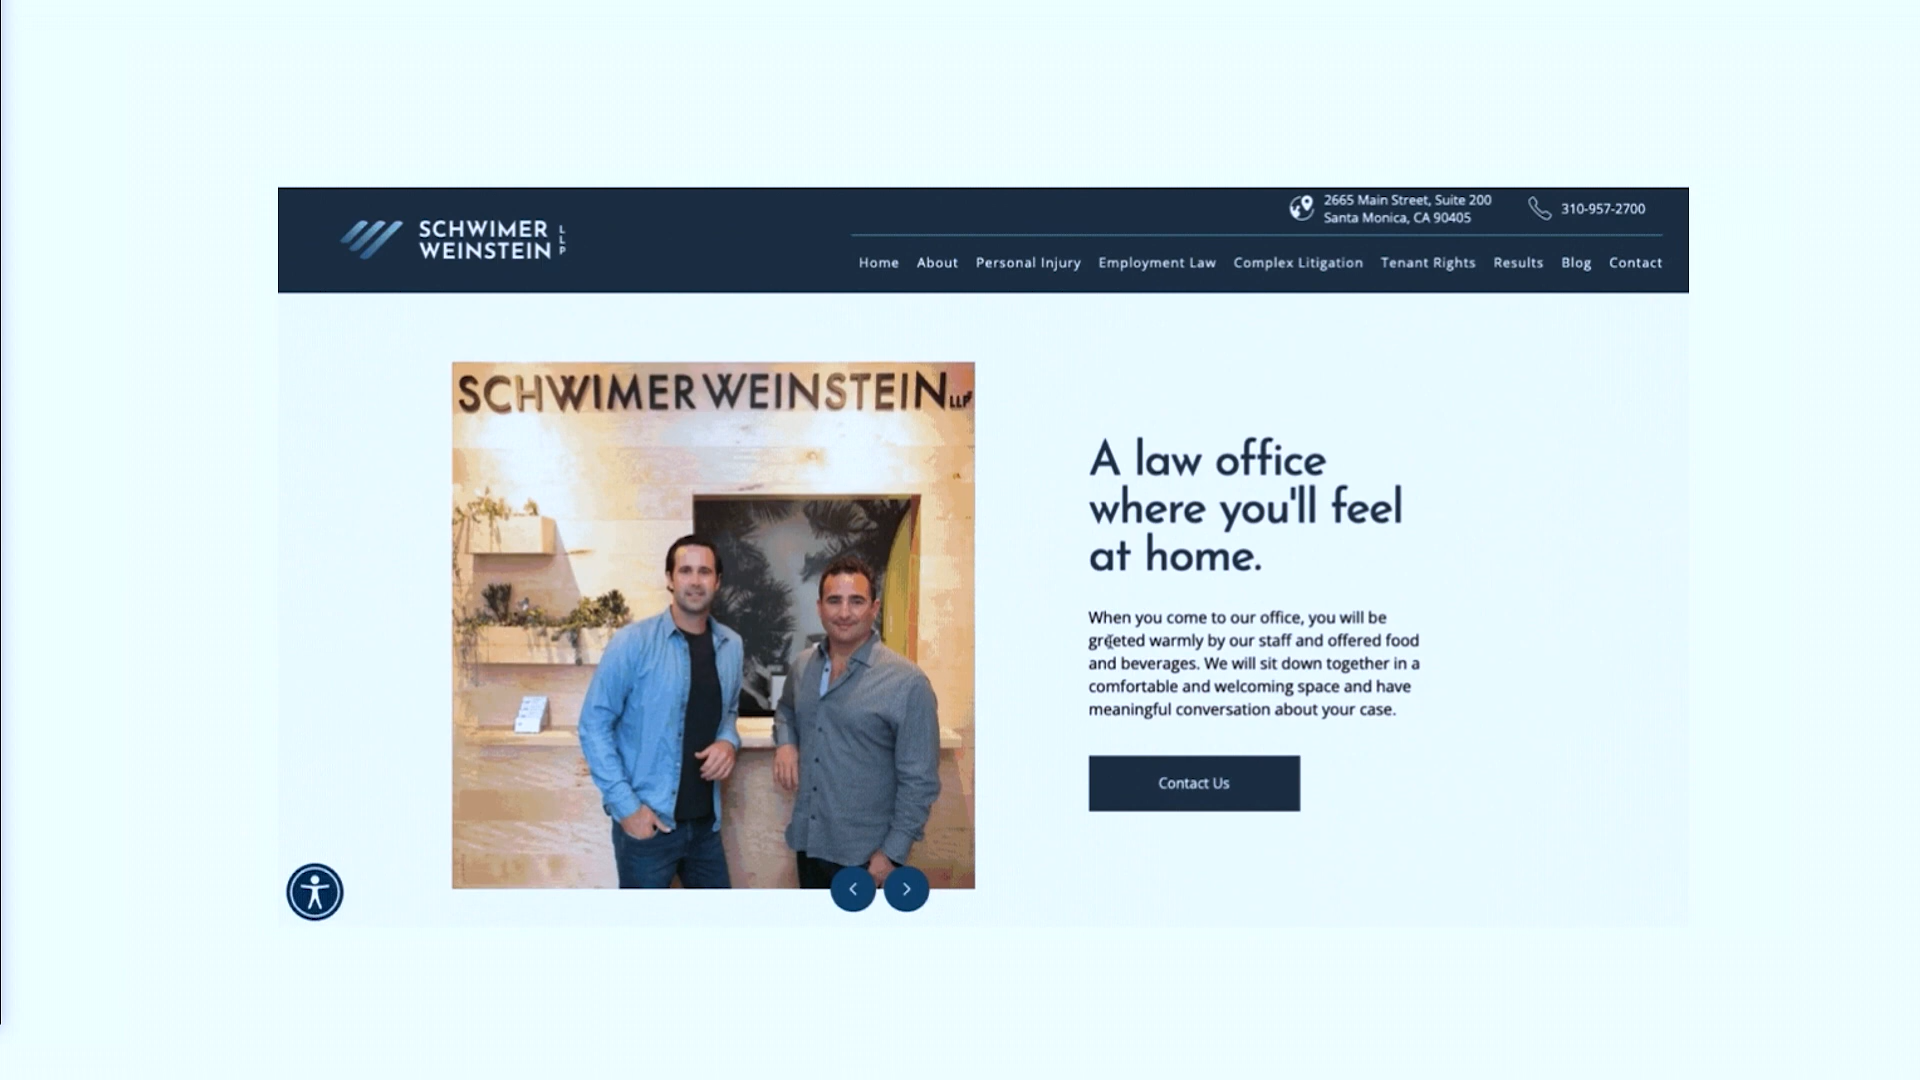 SCHWIMER
WEINSTEIN
LLP
2665 Main Street, Suite 200
Santa Monica, CA 90405
310-957-2700
Home About Personal Injury Employment Law Complex Litigation Tenant Rights Results Blog Contact
SCHWIMER WEINSTEIN LLP
A law office
where you'll feel
at home.
When you come to our office, you will be
greeted warmly by our staff and offered food
and beverages. We will sit down together in a
comfortable and welcoming space and have
meaningful conversation about your case.
Contact Us